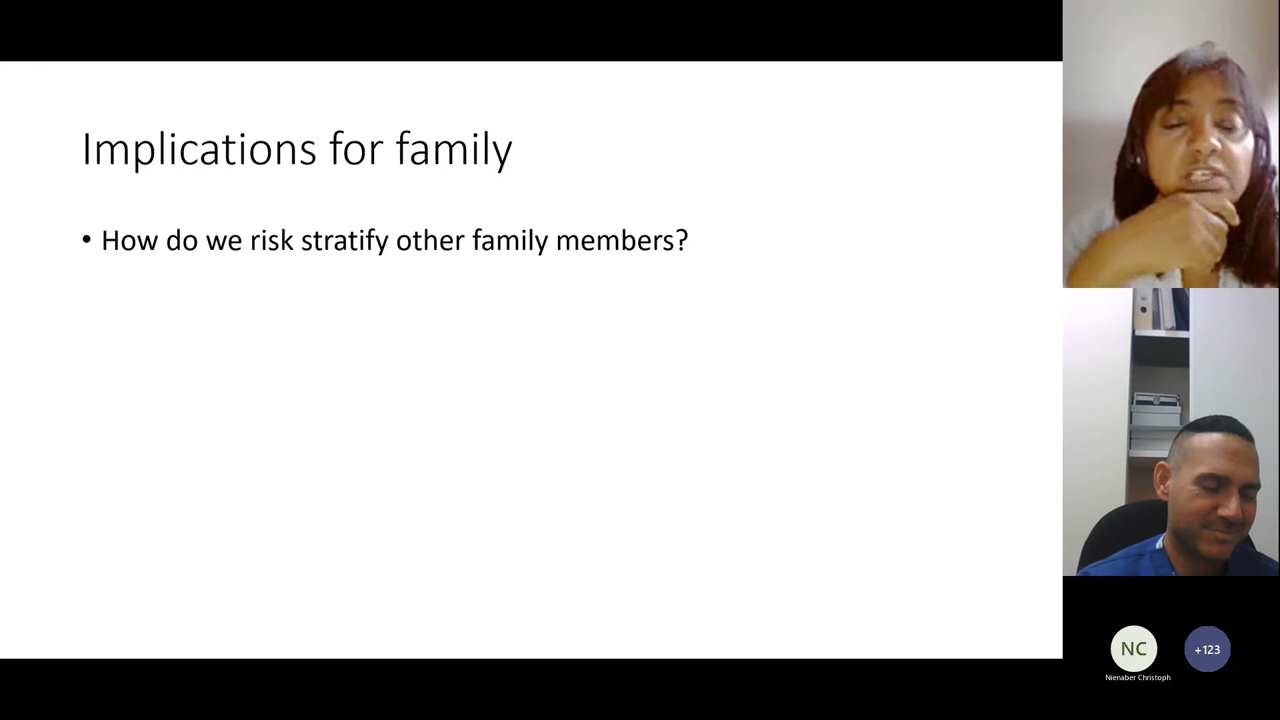 Implications for family
• How do we risk stratify other family members?
NC
+123
Nienaber Christoph